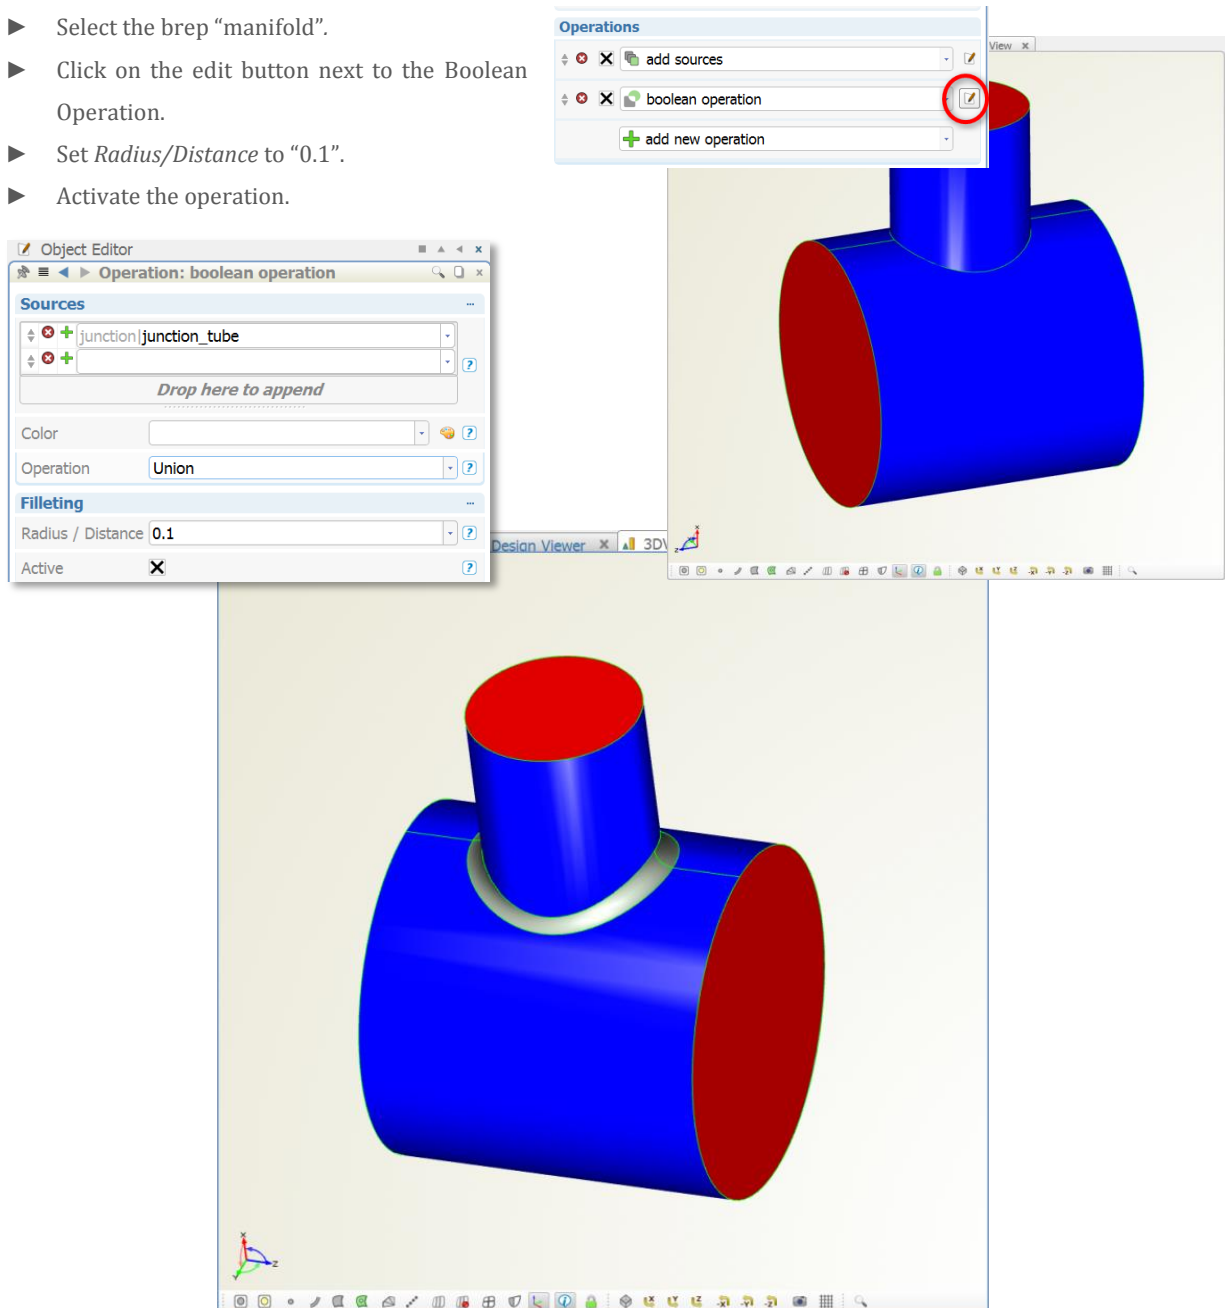 ► Select the brep “manifold”.
► Click on the edit button next to the Boolean
Operation.
► Set Radius/Distance to “0.1”.
► Activate the operation.
Operations
add sources
boolean operation
add new operation
View
Object Editor
Operation: boolean operation
Sources
junction|junction_tube
Drop here to append
Color
Operation Union
Filleting
Radius / Distance 0.1
Active
Design Viewer
3DV
x
z
x
z
y